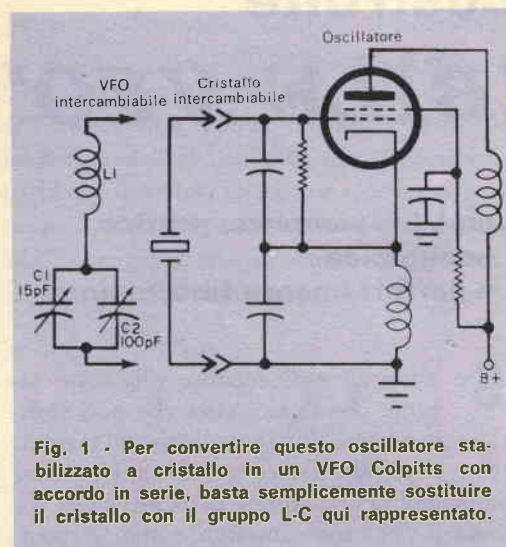 Oscillatore
VFO
intercambiabile
Cristallo
intercambiabile
L1
C1
15pF
C2
100pF
B+
Fig. 1 - Per convertire questo oscillatore sta-
bilizzato a cristallo in un VFO Colpitts con
accordo in serie, basta semplicemente sostituire
il cristallo con il gruppo L-C qui rappresentato.